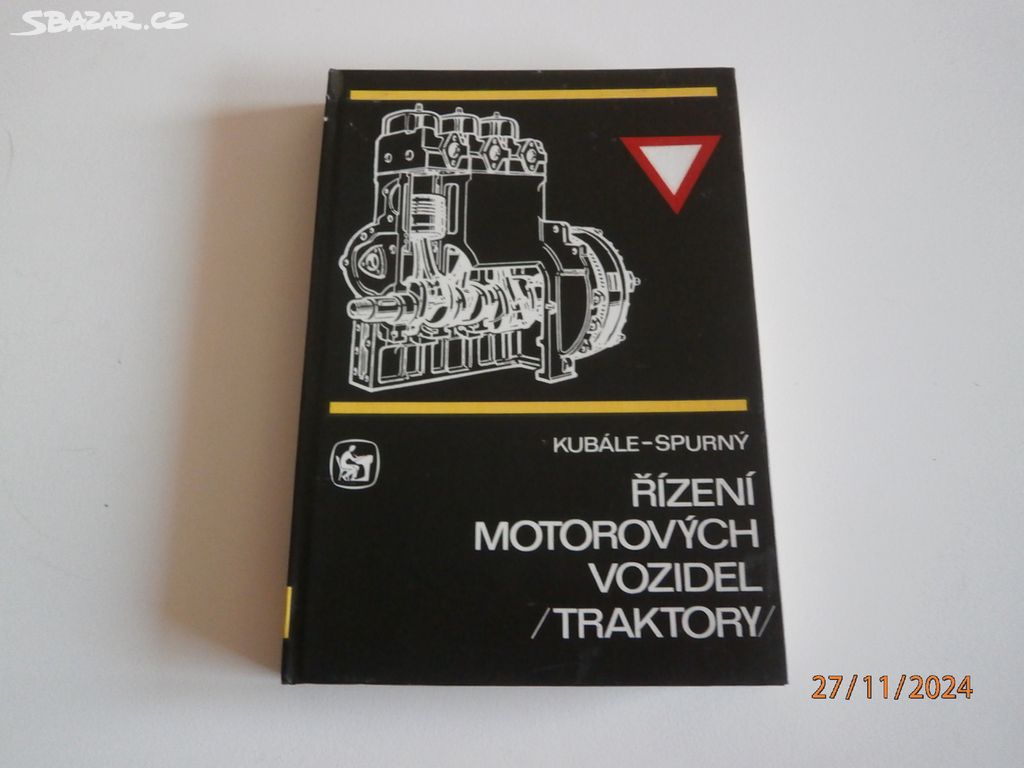 SBAZAR.CZ
KUBÁLE-SPURNÝ
ŘÍZENÍ
MOTOROVÝCH
VOZIDEL
/TRAKTORY/
27/11/2024